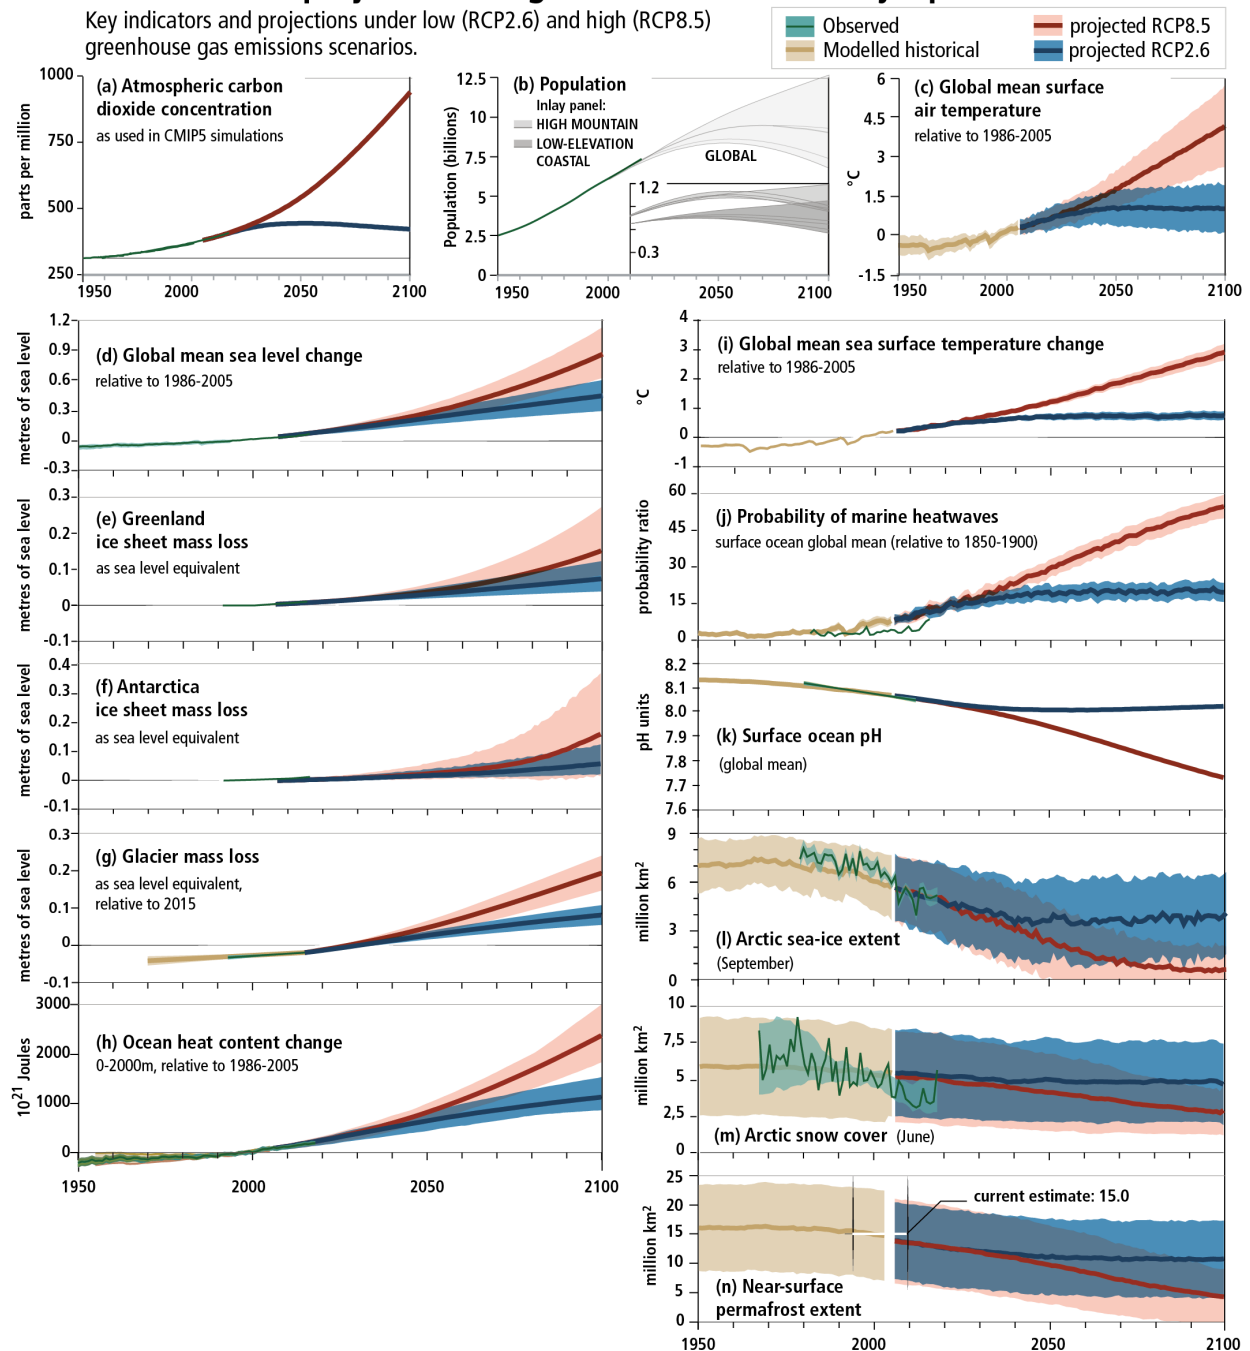 Key indicators and projections under low (RCP2.6) and high (RCP8.5)
greenhouse gas emissions scenarios.
Observed
Modelled historical
projected RCP8.5
projected RCP2.6
(a) Atmospheric carbon
dioxide concentration
as used in CMIP5 simulations
parts per million
1000
750
500
250
1950 2000 2050 2100
(b) Population
Inlay panel:
HIGH MOUNTAIN
LOW-ELEVATION
COASTAL
GLOBAL
Population (billions)
12.5
10
7.5
5
2.5
0
1.2
0.3
1950 2000 2050 2100
(c) Global mean surface
air temperature
relative to 1986-2005
°C
6
4.5
3
1.5
0
-1.5
1950 2000 2050 2100
(d) Global mean sea level change
relative to 1986-2005
metres of sea level
1.2
0.9
0.6
0.3
0
-0.3
(e) Greenland
ice sheet mass loss
as sea level equivalent
metres of sea level
0.3
0.2
0.1
0
-0.1
(f) Antarctica
ice sheet mass loss
as sea level equivalent
metres of sea level
0.4
0.3
0.2
0.1
0
-0.1
(g) Glacier mass loss
as sea level equivalent,
relative to 2015
metres of sea level
0.3
0.2
0.1
0
-0.1
(h) Ocean heat content change
0-2000m, relative to 1986-2005
10²¹ Joules
3000
2000
1000
0
1950 2000 2050 2100
(i) Global mean sea surface temperature change
relative to 1986-2005
°C
4
3
2
1
0
-1
(j) Probability of marine heatwaves
surface ocean global mean (relative to 1850-1900)
probability ratio
60
45
30
15
0
(k) Surface ocean pH
(global mean)
pH units
8.2
8.1
8.0
7.9
7.8
7.7
7.6
(l) Arctic sea-ice extent
(September)
million km²
9
6
3
0
(m) Arctic snow cover (June)
million km²
10
7.5
5
2,5
0
(n) Near-surface
permafrost extent
current estimate: 15.0
million km²
25
20
15
10
5
0
1950 2000 2050 2100